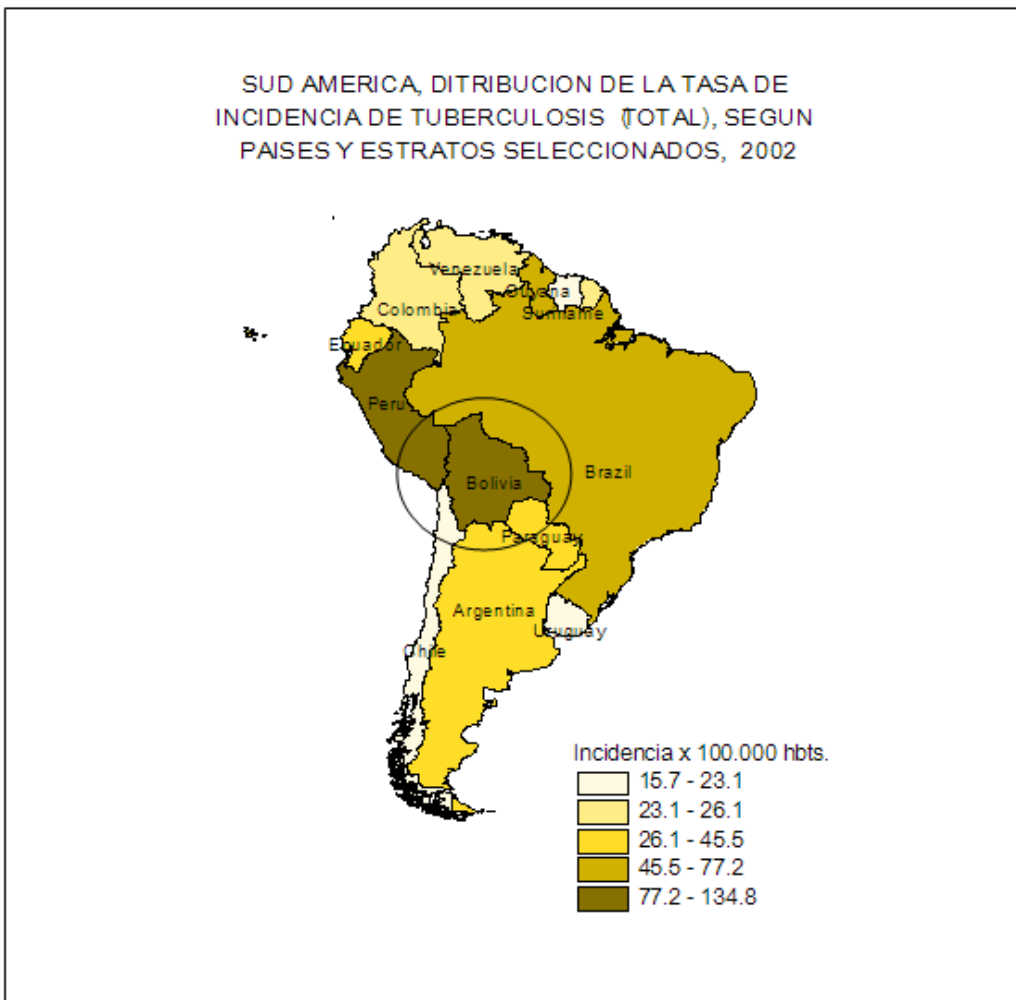 SUD AMERICA, DITRIBUCION DE LA TASA DE
INCIDENCIA DE TUBERCULOSIS (TOTAL), SEGUN
PAISES Y ESTRATOS SELECCIONADOS, 2002
Venezuela
Guyana
Colombia
Suriname
Ecuador
Peru
Brazil
Bolivia
Paraguay
Argentina
Uruguay
Chile
Incidencia x 100.000 hbts.
15.7 - 23.1
23.1 - 26.1
26.1 - 45.5
45.5 - 77.2
77.2 - 134.8